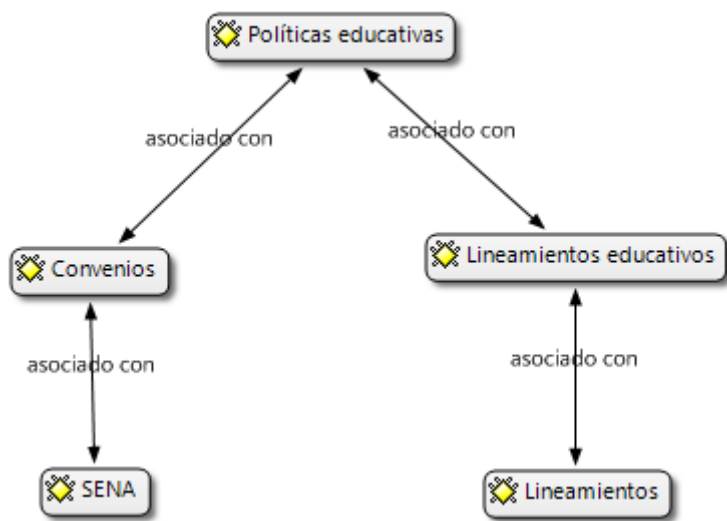 Políticas educativas
asociado con
asociado con
Convenios
Lineamientos educativos
asociado con
asociado con
SENA
Lineamientos